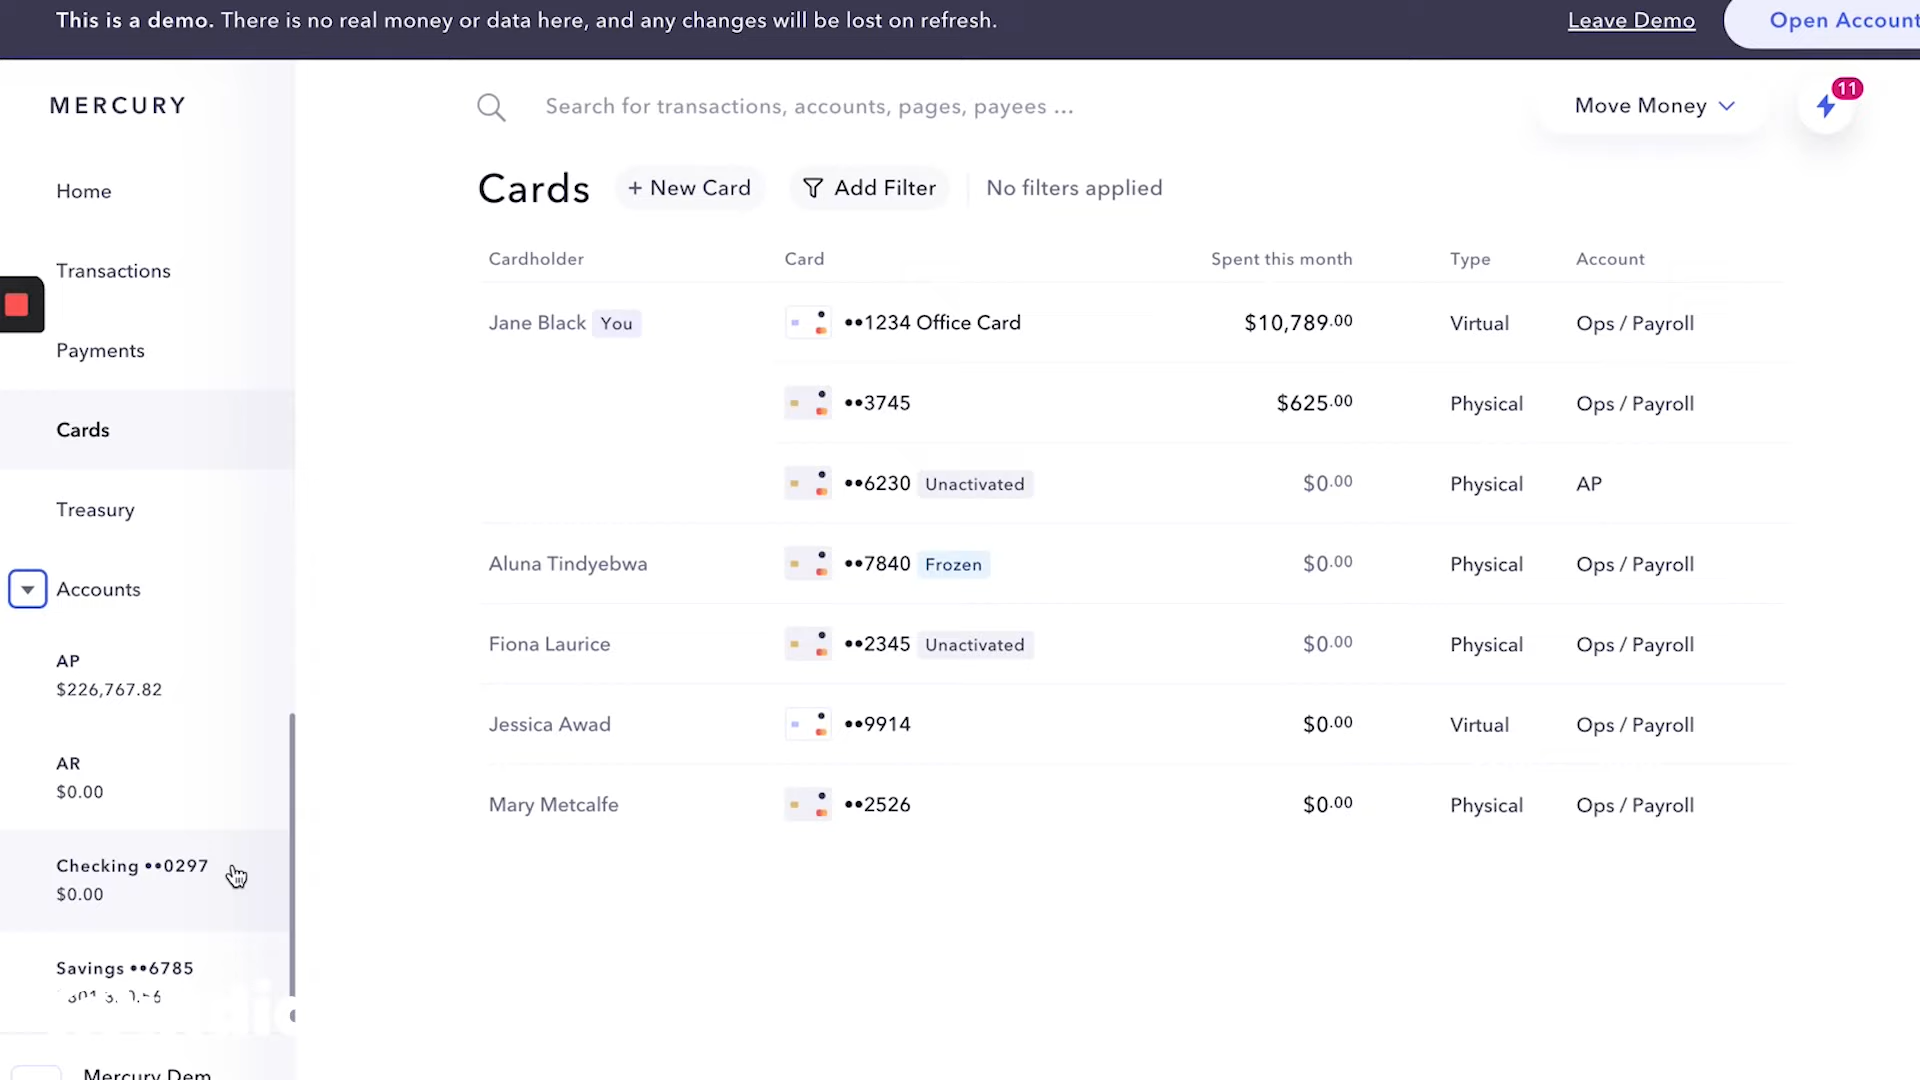 This is a demo. There is no real money or data here, and any changes will be lost on refresh.
Leave Demo
Open Account
MERCURY
Search for transactions, accounts, pages, payees ...
Move Money
11
Home
Transactions
Payments
Cards
Treasury
Accounts
AP
$226,767.82
AR
$0.00
Checking ••0297
$0.00
Savings ••6785
Mercury Dem
Cards
+ New Card
Add Filter
No filters applied
Cardholder Card Spent this month Type Account
Jane Black You ••1234 Office Card $10,789.00 Virtual Ops / Payroll
••3745 $625.00 Physical Ops / Payroll
••6230 Unactivated $0.00 Physical AP
Aluna Tindyebwa ••7840 Frozen $0.00 Physical Ops / Payroll
Fiona Laurice ••2345 Unactivated $0.00 Physical Ops / Payroll
Jessica Awad ••9914 $0.00 Virtual Ops / Payroll
Mary Metcalfe ••2526 $0.00 Physical Ops / Payroll